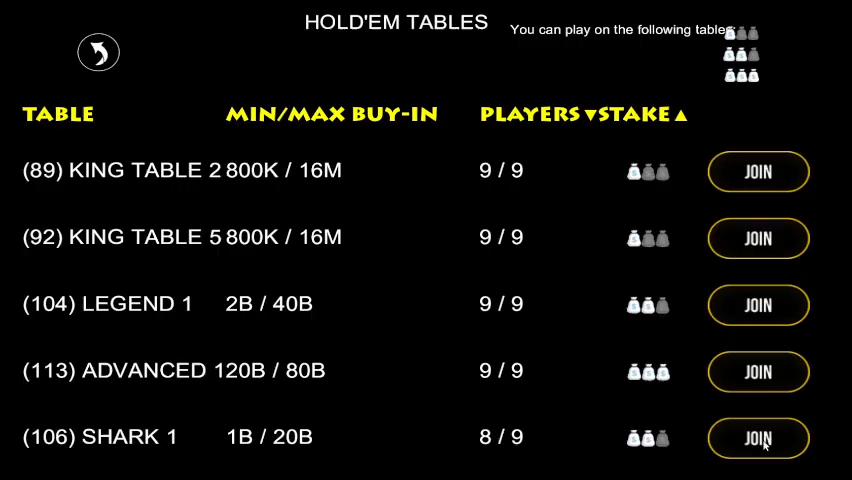 HOLD'EM TABLES
You can play on the following tables
TABLE MIN/MAX BUY-IN PLAYERS ▼ STAKE ▲
(89) KING TABLE 2 800K / 16M 9 / 9 JOIN
(92) KING TABLE 5 800K / 16M 9 / 9 JOIN
(104) LEGEND 1 2B / 40B 9 / 9 JOIN
(113) ADVANCED 120B / 80B 9 / 9 JOIN
(106) SHARK 1 1B / 20B 8 / 9 JOIN